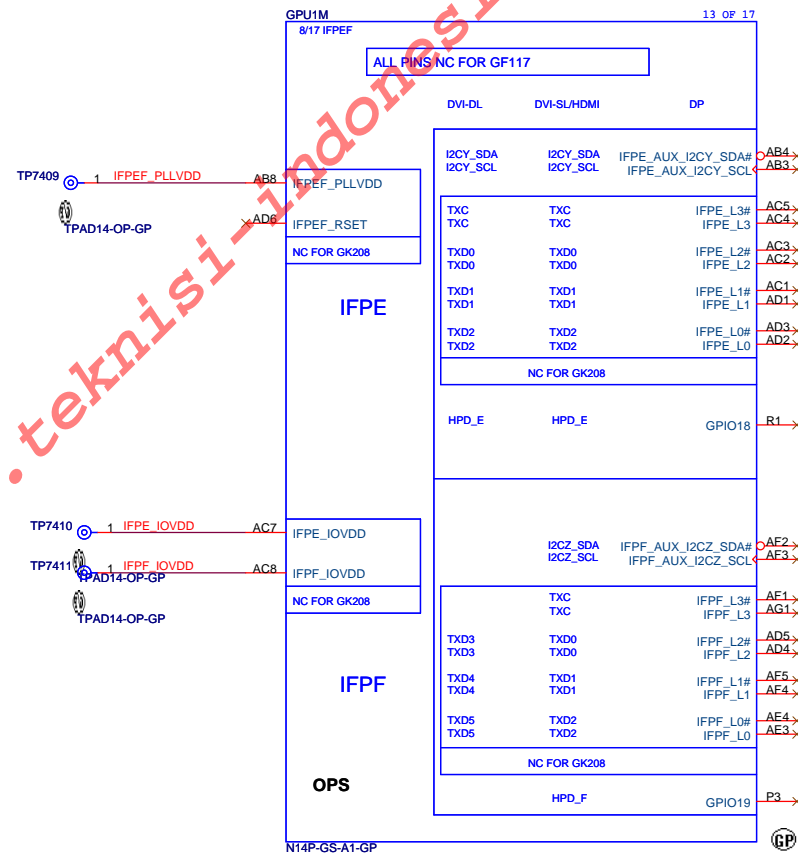 GPU1M 13 OF 17
8/17 IFPEF
ALL PINS NC FOR GF117
DVI-DL DVI-SL/HDMI DP
I2CY_SDA I2CY_SDA IFPE_AUX_I2CY_SDA# AB4
I2CY_SCL I2CY_SCL IFPE_AUX_I2CY_SCL AB3
TP7409 1 IFPEF_PLLVDD AB8 IFPEF_PLLVDD
TPAD14-OP-GP
AD6 IFPEF_RSET
NC FOR GK208
TXC TXC IFPE_L3# AC5
TXC TXC IFPE_L3 AC4
TXD0 TXD0 IFPE_L2# AC3
TXD0 TXD0 IFPE_L2 AC2
TXD1 TXD1 IFPE_L1# AC1
TXD1 TXD1 IFPE_L1 AD1
TXD2 TXD2 IFPE_L0# AD3
TXD2 TXD2 IFPE_L0 AD2
IFPE
NC FOR GK208
HPD_E HPD_E GPIO18 R1
TP7410 1 IFPE_IOVDD AC7 IFPE_IOVDD
TP7411 1 IFPF_IOVDD AC8 IFPF_IOVDD
TPAD14-OP-GP
TPAD14-OP-GP
NC FOR GK208
I2CZ_SDA IFPF_AUX_I2CZ_SDA# AF2
I2CZ_SCL IFPF_AUX_I2CZ_SCL AF3
TXC IFPF_L3# AF1
TXC IFPF_L3 AG1
TXD3 TXD0 IFPF_L2# AD5
TXD3 TXD0 IFPF_L2 AD4
TXD4 TXD1 IFPF_L1# AF5
TXD4 TXD1 IFPF_L1 AF4
TXD5 TXD2 IFPF_L0# AE4
TXD5 TXD2 IFPF_L0 AE3
IFPF
NC FOR GK208
OPS
HPD_F GPIO19 P3
N14P-GS-A1-GP
GP
.teknisi-indones